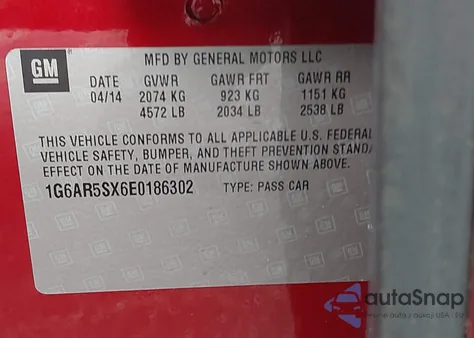 GM
MFD BY GENERAL MOTORS LLC
DATE GVWR GAWR FRT GAWR RR
04/14 2074 KG 923 KG 1151 KG
4572 LB 2034 LB 2538 LB
THIS VEHICLE CONFORMS TO ALL APPLICABLE U.S. FEDERAL
VEHICLE SAFETY, BUMPER, AND THEFT PREVENTION STANDA
EFFECT ON THE DATE OF MANUFACTURE SHOWN ABOVE.
1G6AR5SX6E0186302 TYPE: PASS CAR
autoSnap